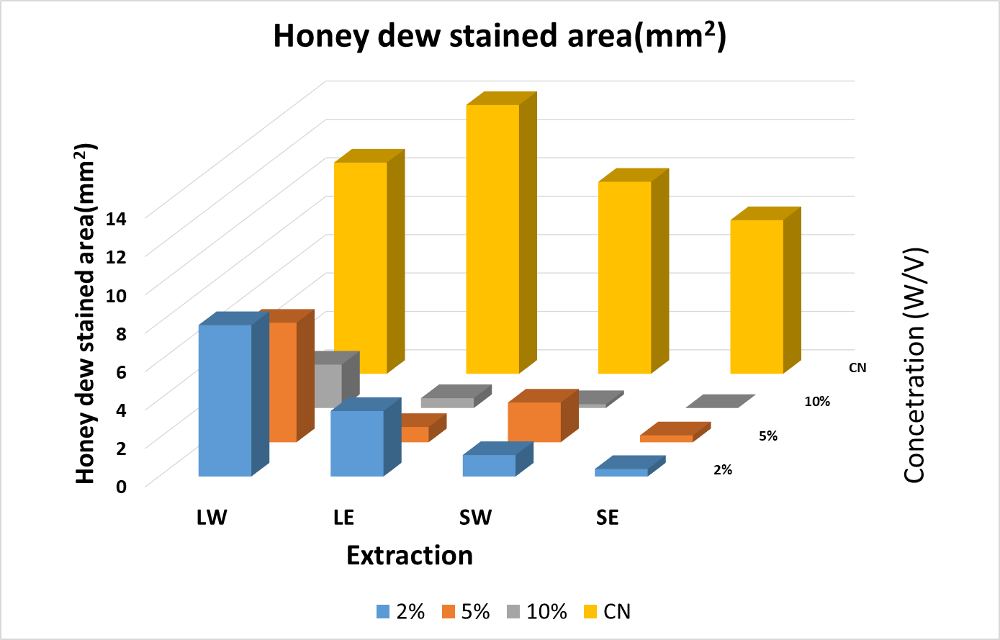 Honey dew stained area(mm²)
Honey dew stained area(mm²)
14
12
10
8
6
4
2
0
CN
10%
5%
2%
Concetration (W/V)
LW LE SW SE
Extraction
2% 5% 10% CN